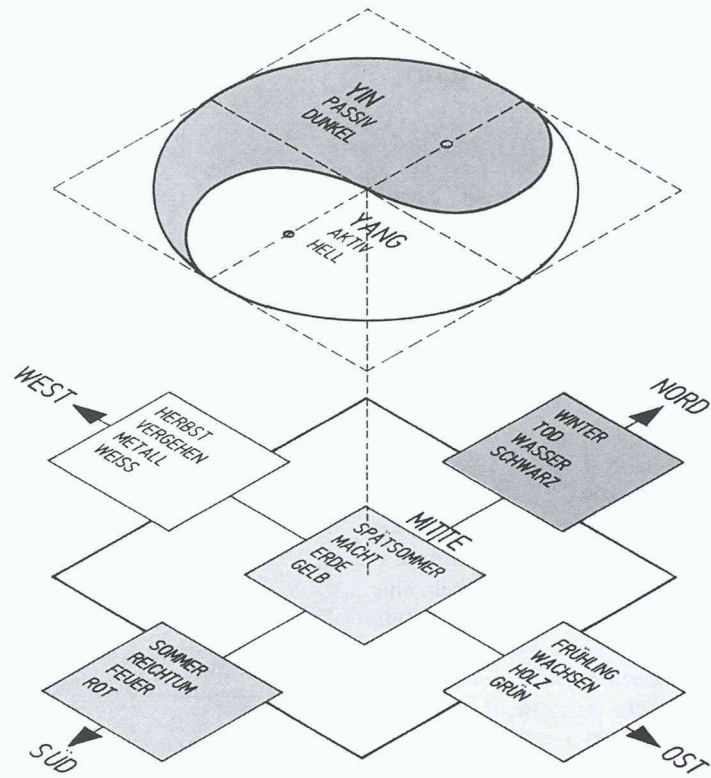 YIN
PASSIV
DUNKEL
YANG
AKTIV
HELL
WEST
NORD
HERBST
VERGEHEN
METALL
WEISS
WINTER
TOD
WASSER
SCHWARZ
MITTE
SPÄTSOMMER
MACHT
ERDE
GELB
SOMMER
REICHTUM
FEUER
ROT
FRÜHLING
WACHSEN
HOLZ
GRÜN
SÜD
OST